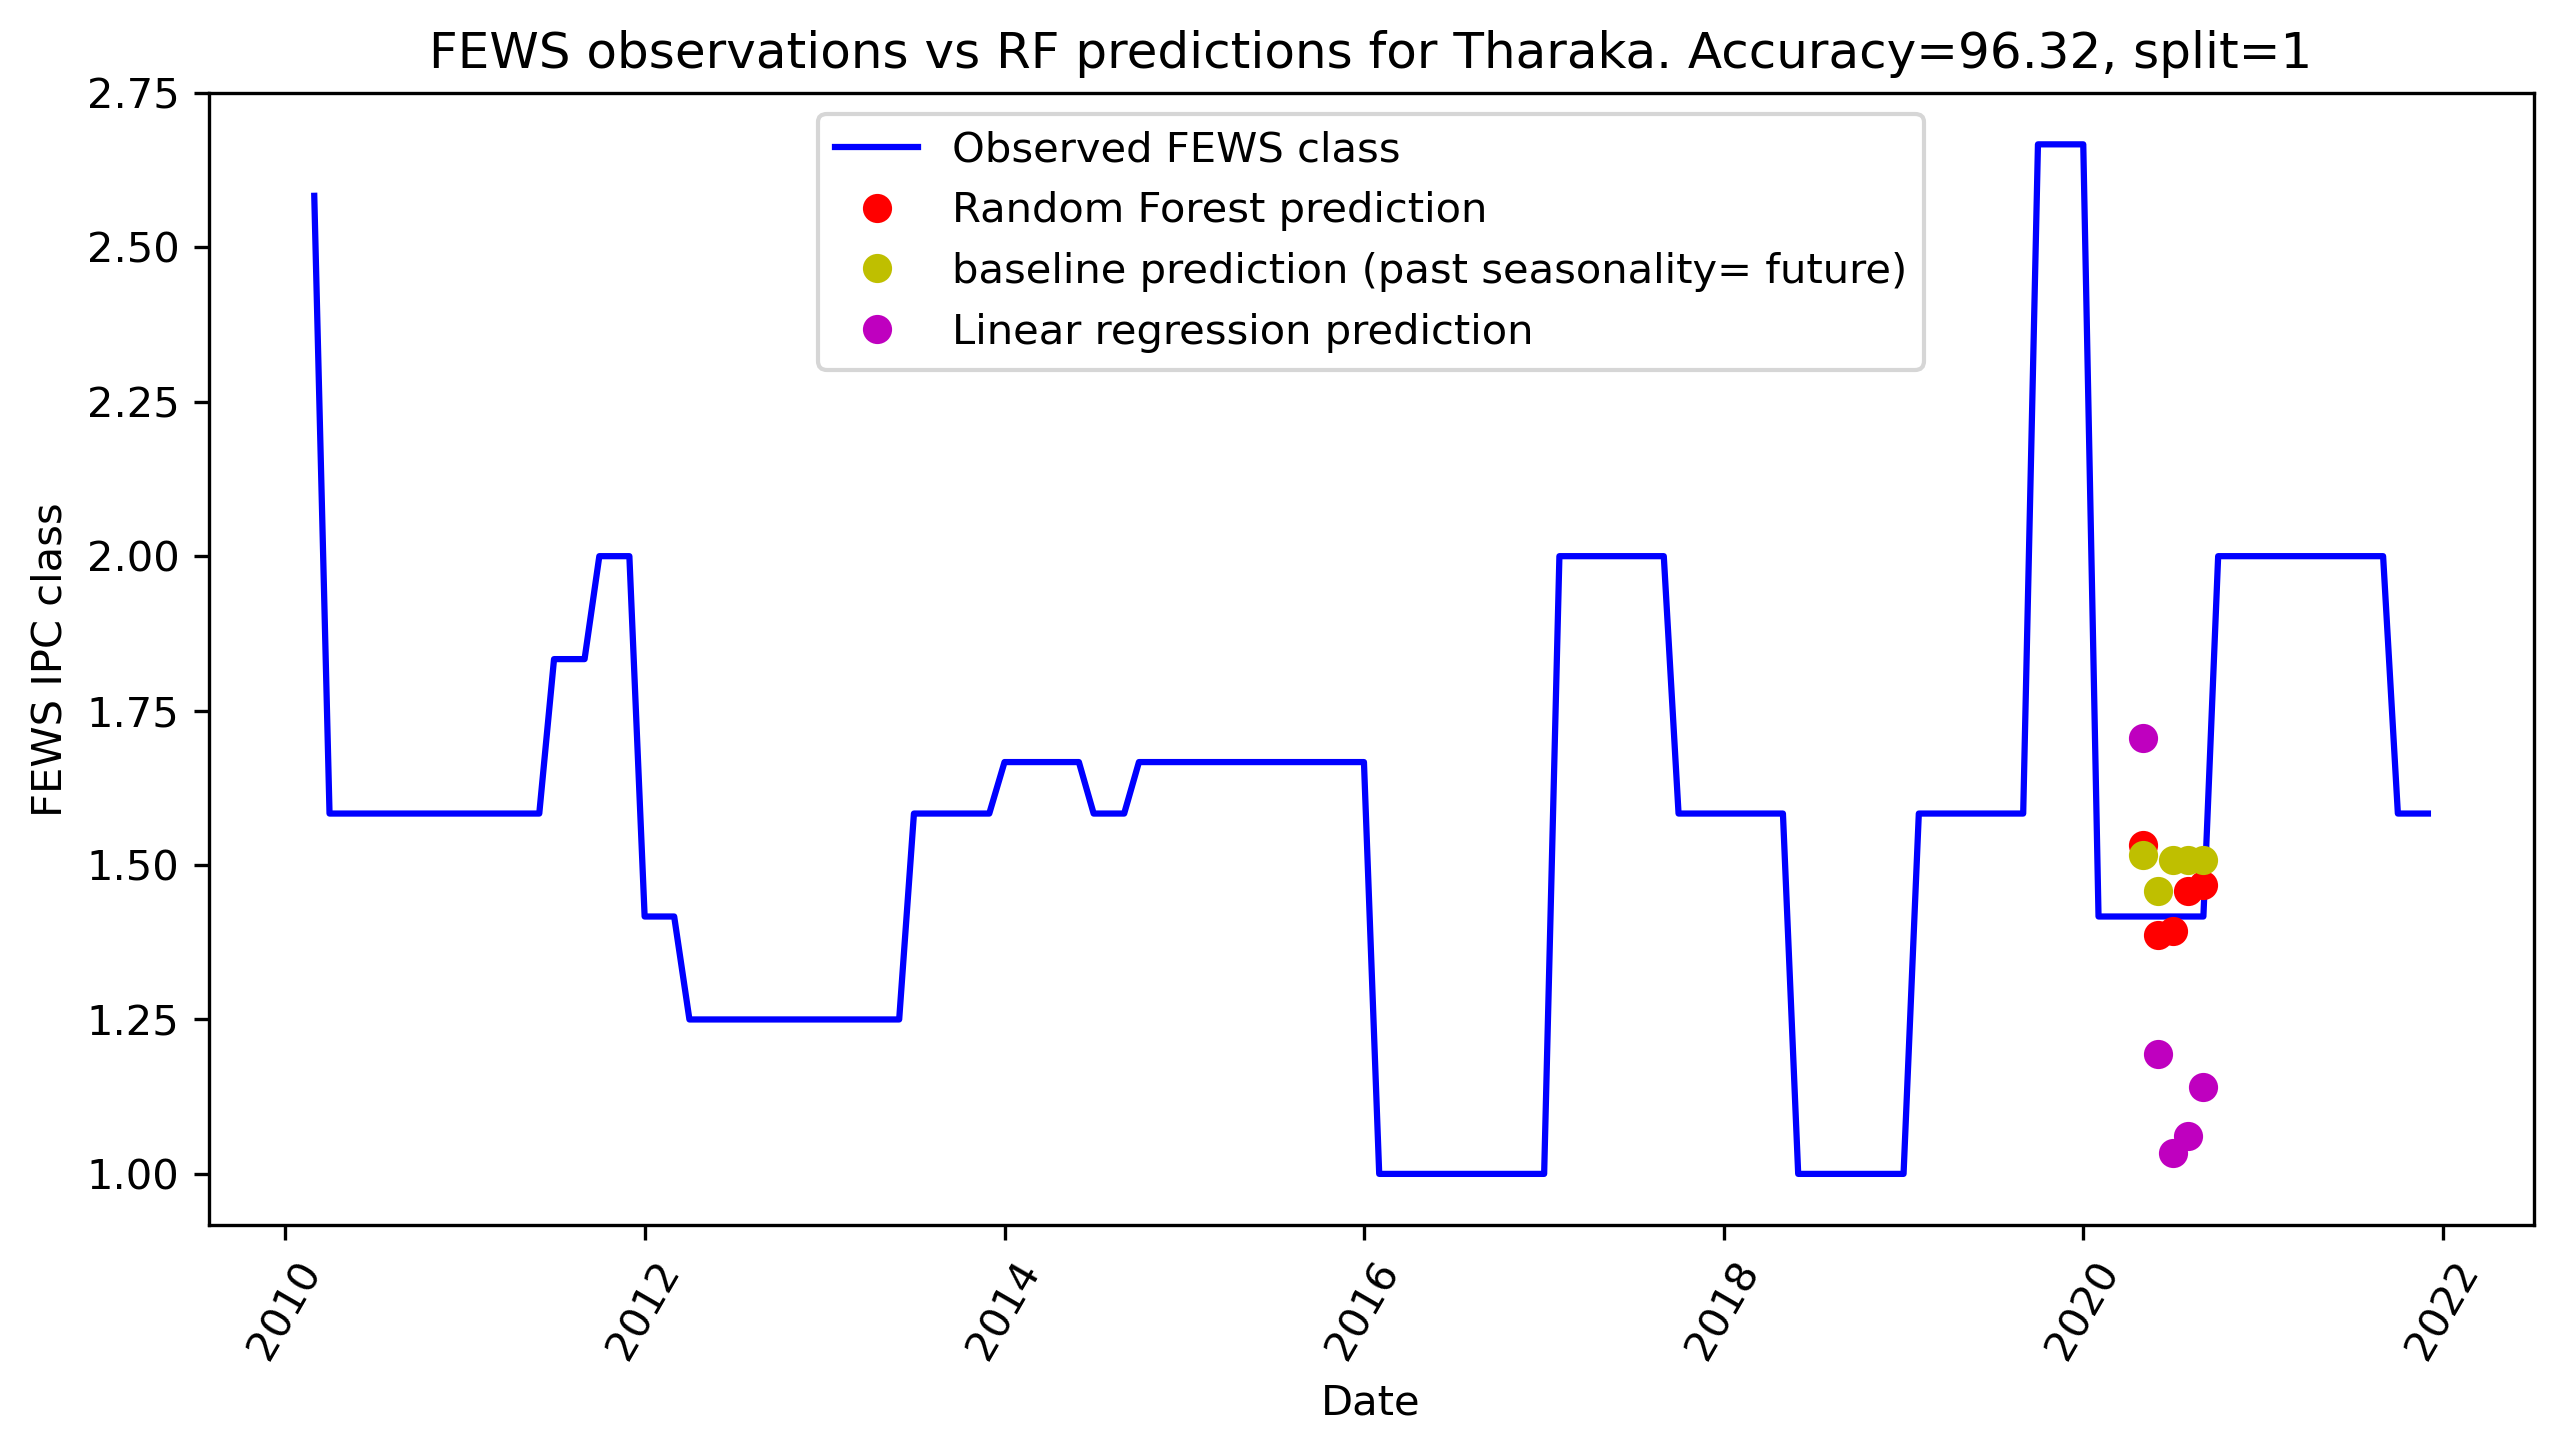 FEWS observations vs RF predictions for Tharaka. Accuracy=96.32, split=1
Observed FEWS class
Random Forest prediction
baseline prediction (past seasonality= future)
Linear regression prediction
FEWS IPC class
2.75
2.50
2.25
2.00
1.75
1.50
1.25
1.00
2010
2012
2014
2016
2018
2020
2022
Date